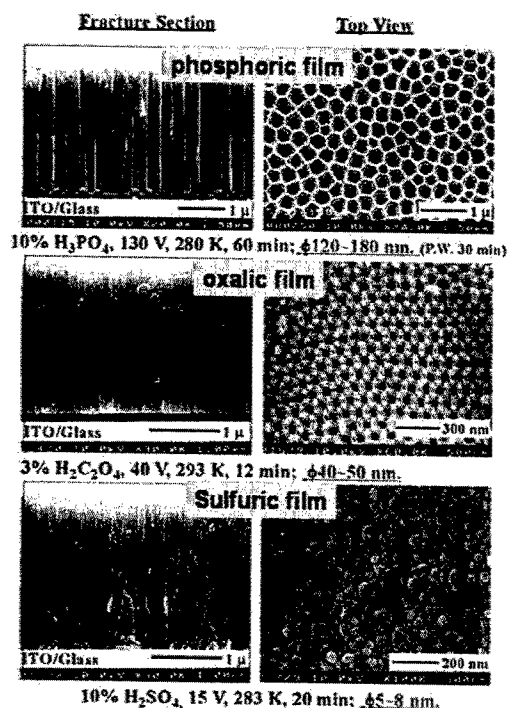 Fracture Section Top View
phosphoric film
ITO/Glass 1 μ 1 μ
10% H₃PO₄, 130 V, 280 K, 60 min; ϕ120~180 nm. (P.W. 30 min)
oxalic film
ITO/Glass 1 μ 300 nm
3% H₂C₂O₄, 40 V, 293 K, 12 min; ϕ40~50 nm.
Sulfuric film
ITO/Glass 1 μ 200 nm
10% H₂SO₄, 15 V, 283 K, 20 min; ϕ5~8 nm.